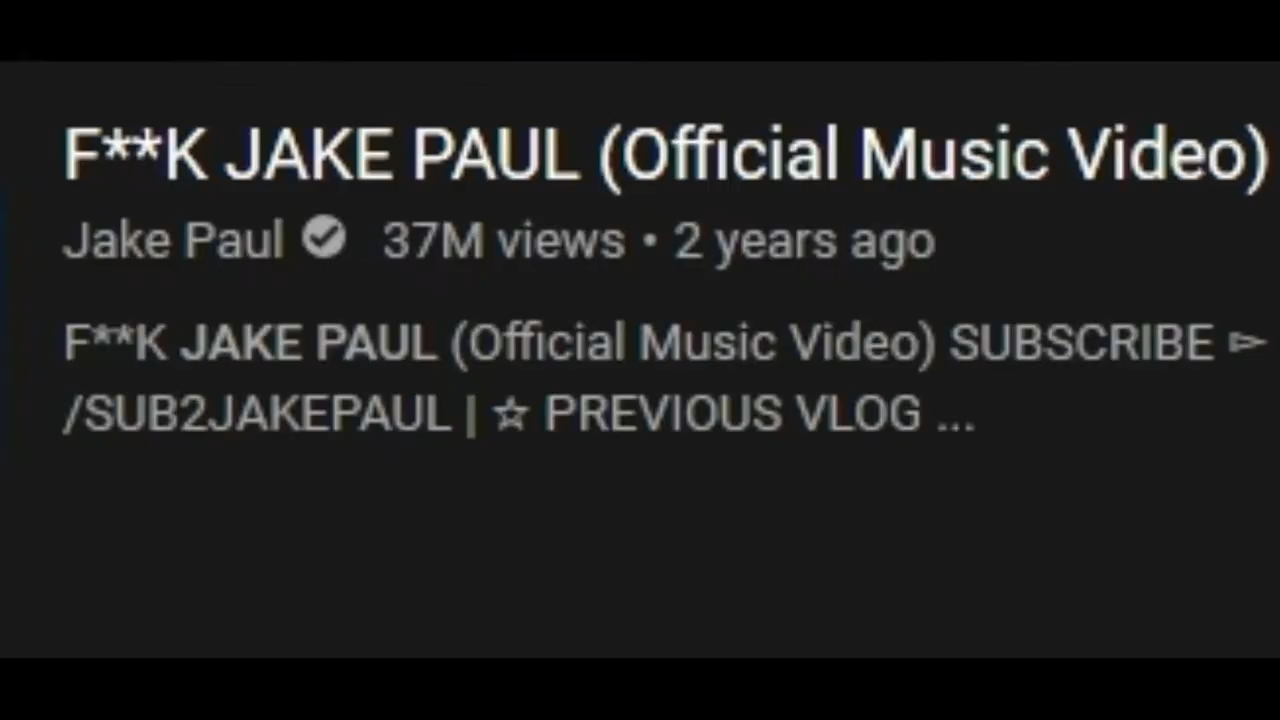 F**K JAKE PAUL (Official Music Video)
Jake Paul 37M views • 2 years ago
F**K JAKE PAUL (Official Music Video) SUBSCRIBE ▻
/SUB2JAKEPAUL | ☆ PREVIOUS VLOG ...